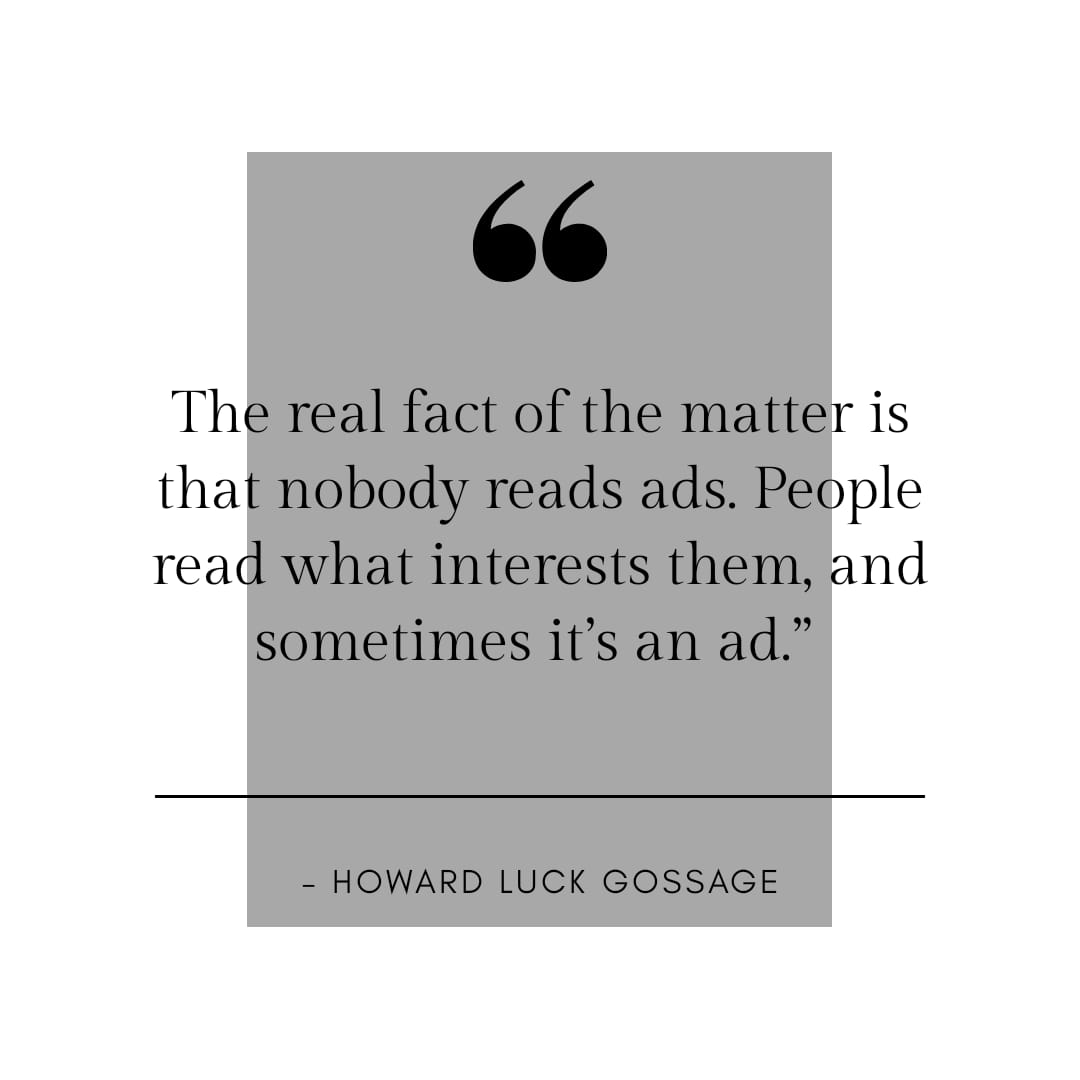 “
The real fact of the matter is
that nobody reads ads. People
read what interests them, and
sometimes it’s an ad.”
– HOWARD LUCK GOSSAGE